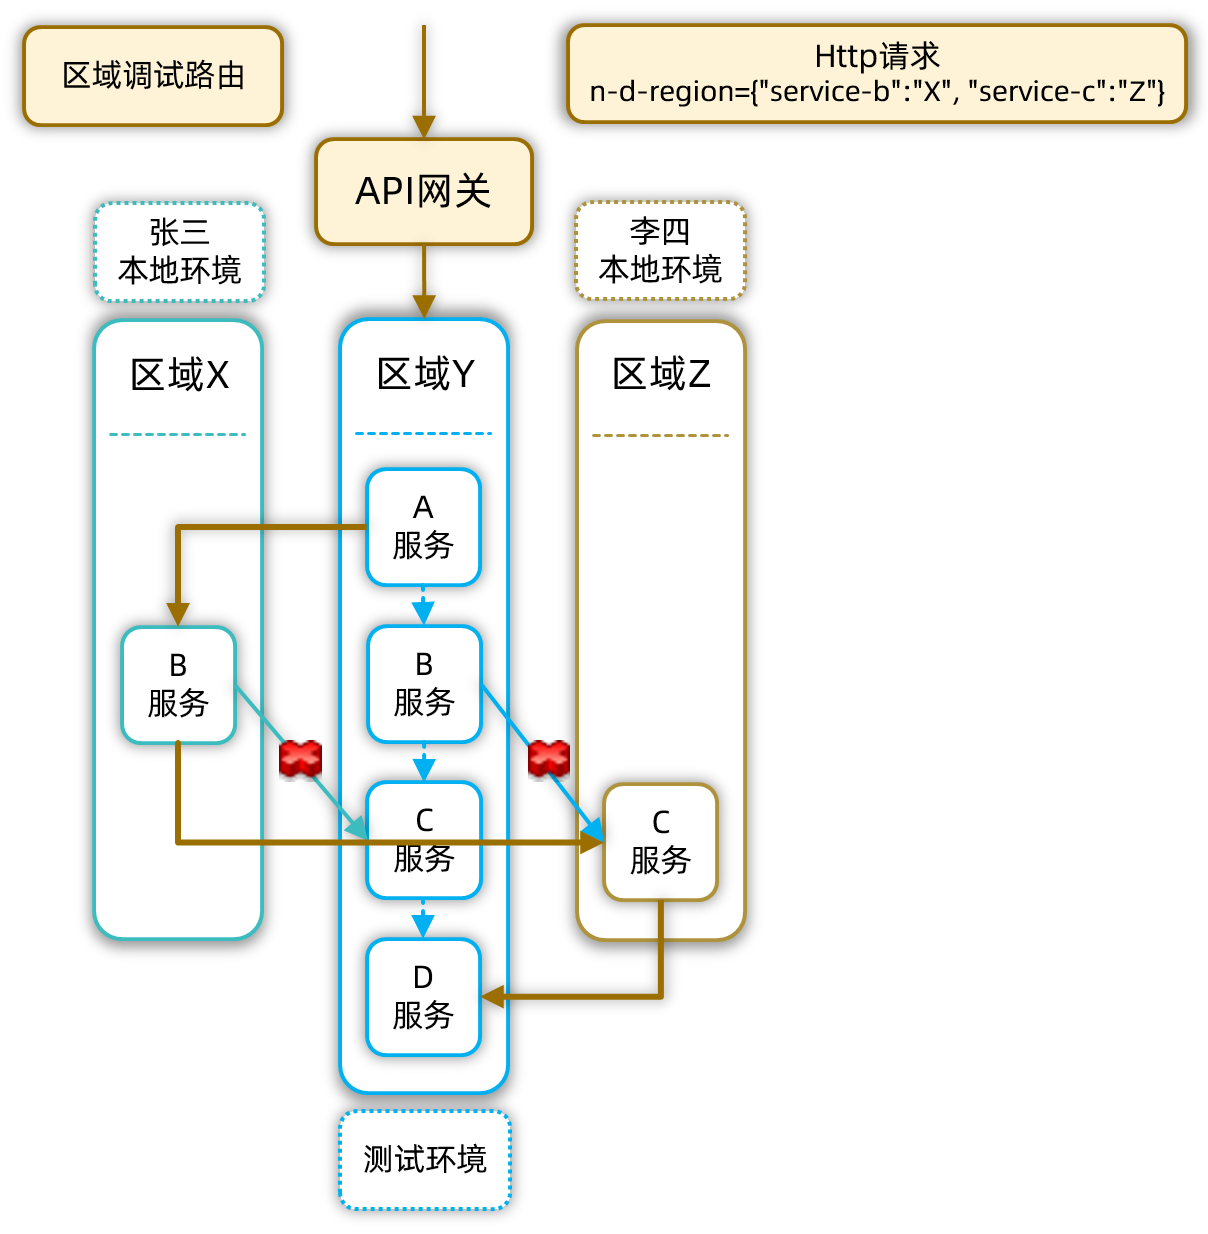 区域调试路由
Http请求
n-d-region={"service-b":"X", "service-c":"Z"}
API网关
张三
本地环境
李四
本地环境
区域X
区域Y
区域Z
A
服务
B
服务
B
服务
C
服务
C
服务
D
服务
测试环境